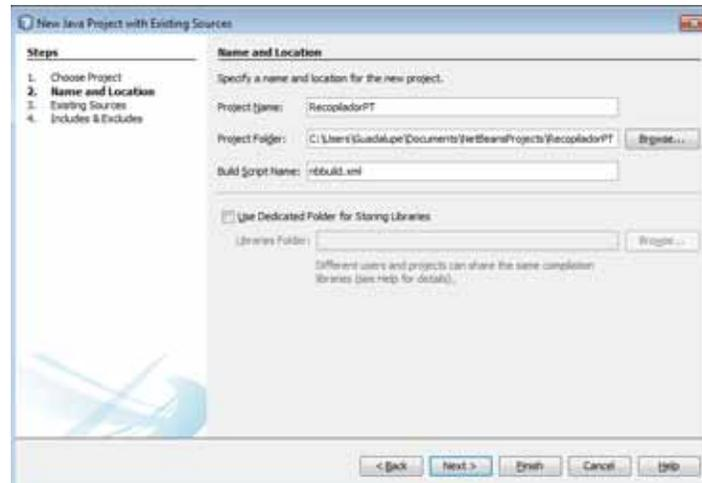 New Java Project with Existing Sources
Steps
1. Choose Project
2. Name and Location
3. Existing Sources
4. Includes & Excludes
Name and Location
Specify a name and location for the new project.
Project Name: RecopiladorPT
Project Folder: C:\Users\Guadalupe\Documents\NetBeansProjects\RecopiladorPT Browse...
Build Script Name: nbbuild.xml
Use Dedicated Folder for Storing Libraries
Libraries Folder: Browse...
Different users and projects can share the same compilation
libraries (see Help for details).
< Back Next > Finish Cancel Help